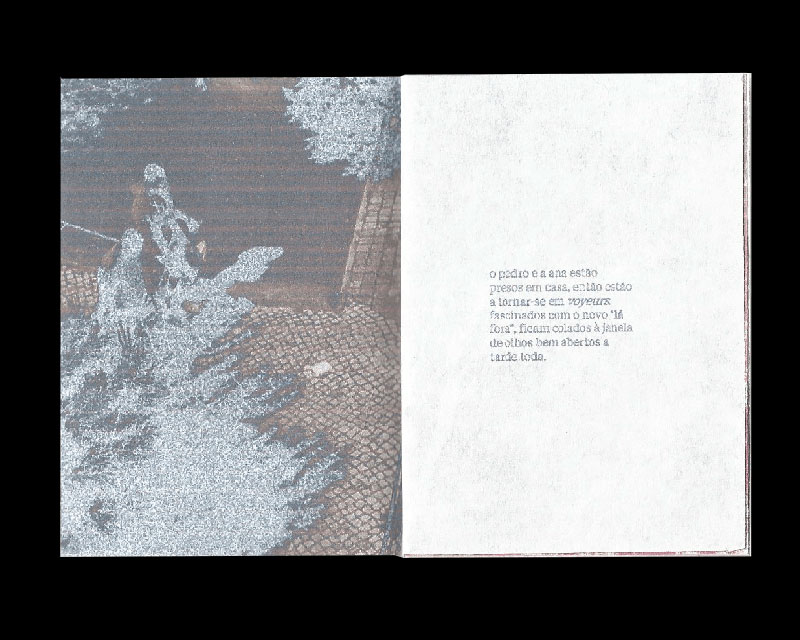 o pedro e a ana estão
presos em casa, então estão
a tornar-se em voyeurs
fascinados com o novo "lá
fora", ficam colados à janela
de olhos bem abertos a
tarde toda.